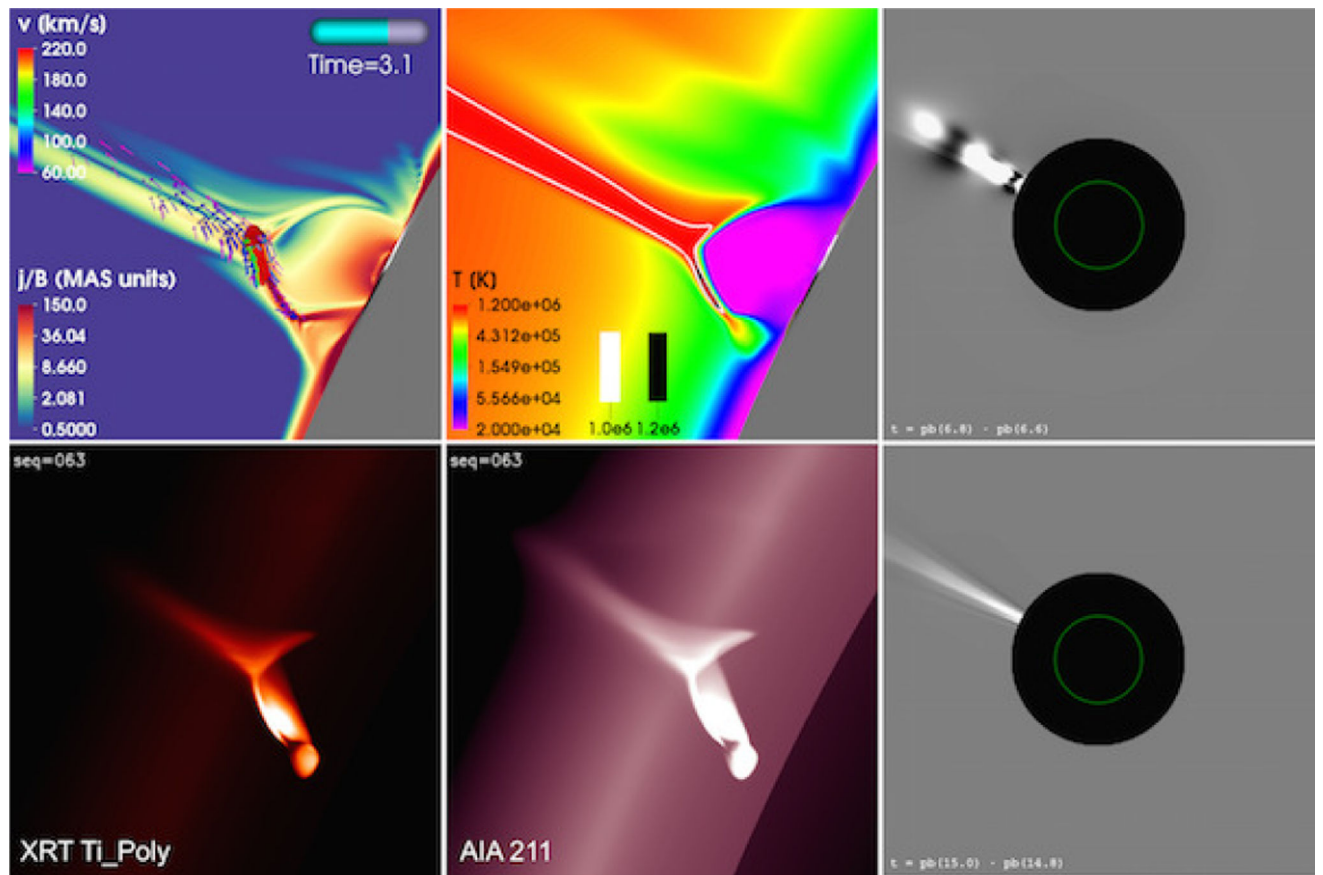 v (km/s)
220.0
180.0
140.0
100.0
60.00
Time=3.1
j/B (MAS units)
150.0
36.04
8.660
2.081
0.5000
T (K)
1.200e+06
4.312e+05
1.549e+05
5.566e+04
2.000e+04
1.0e6 1.2e6
t = pb(6.8) - pb(6.6)
seq=063
XRT Ti_Poly
seq=063
AIA 211
t = pb(15.0) - pb(14.8)